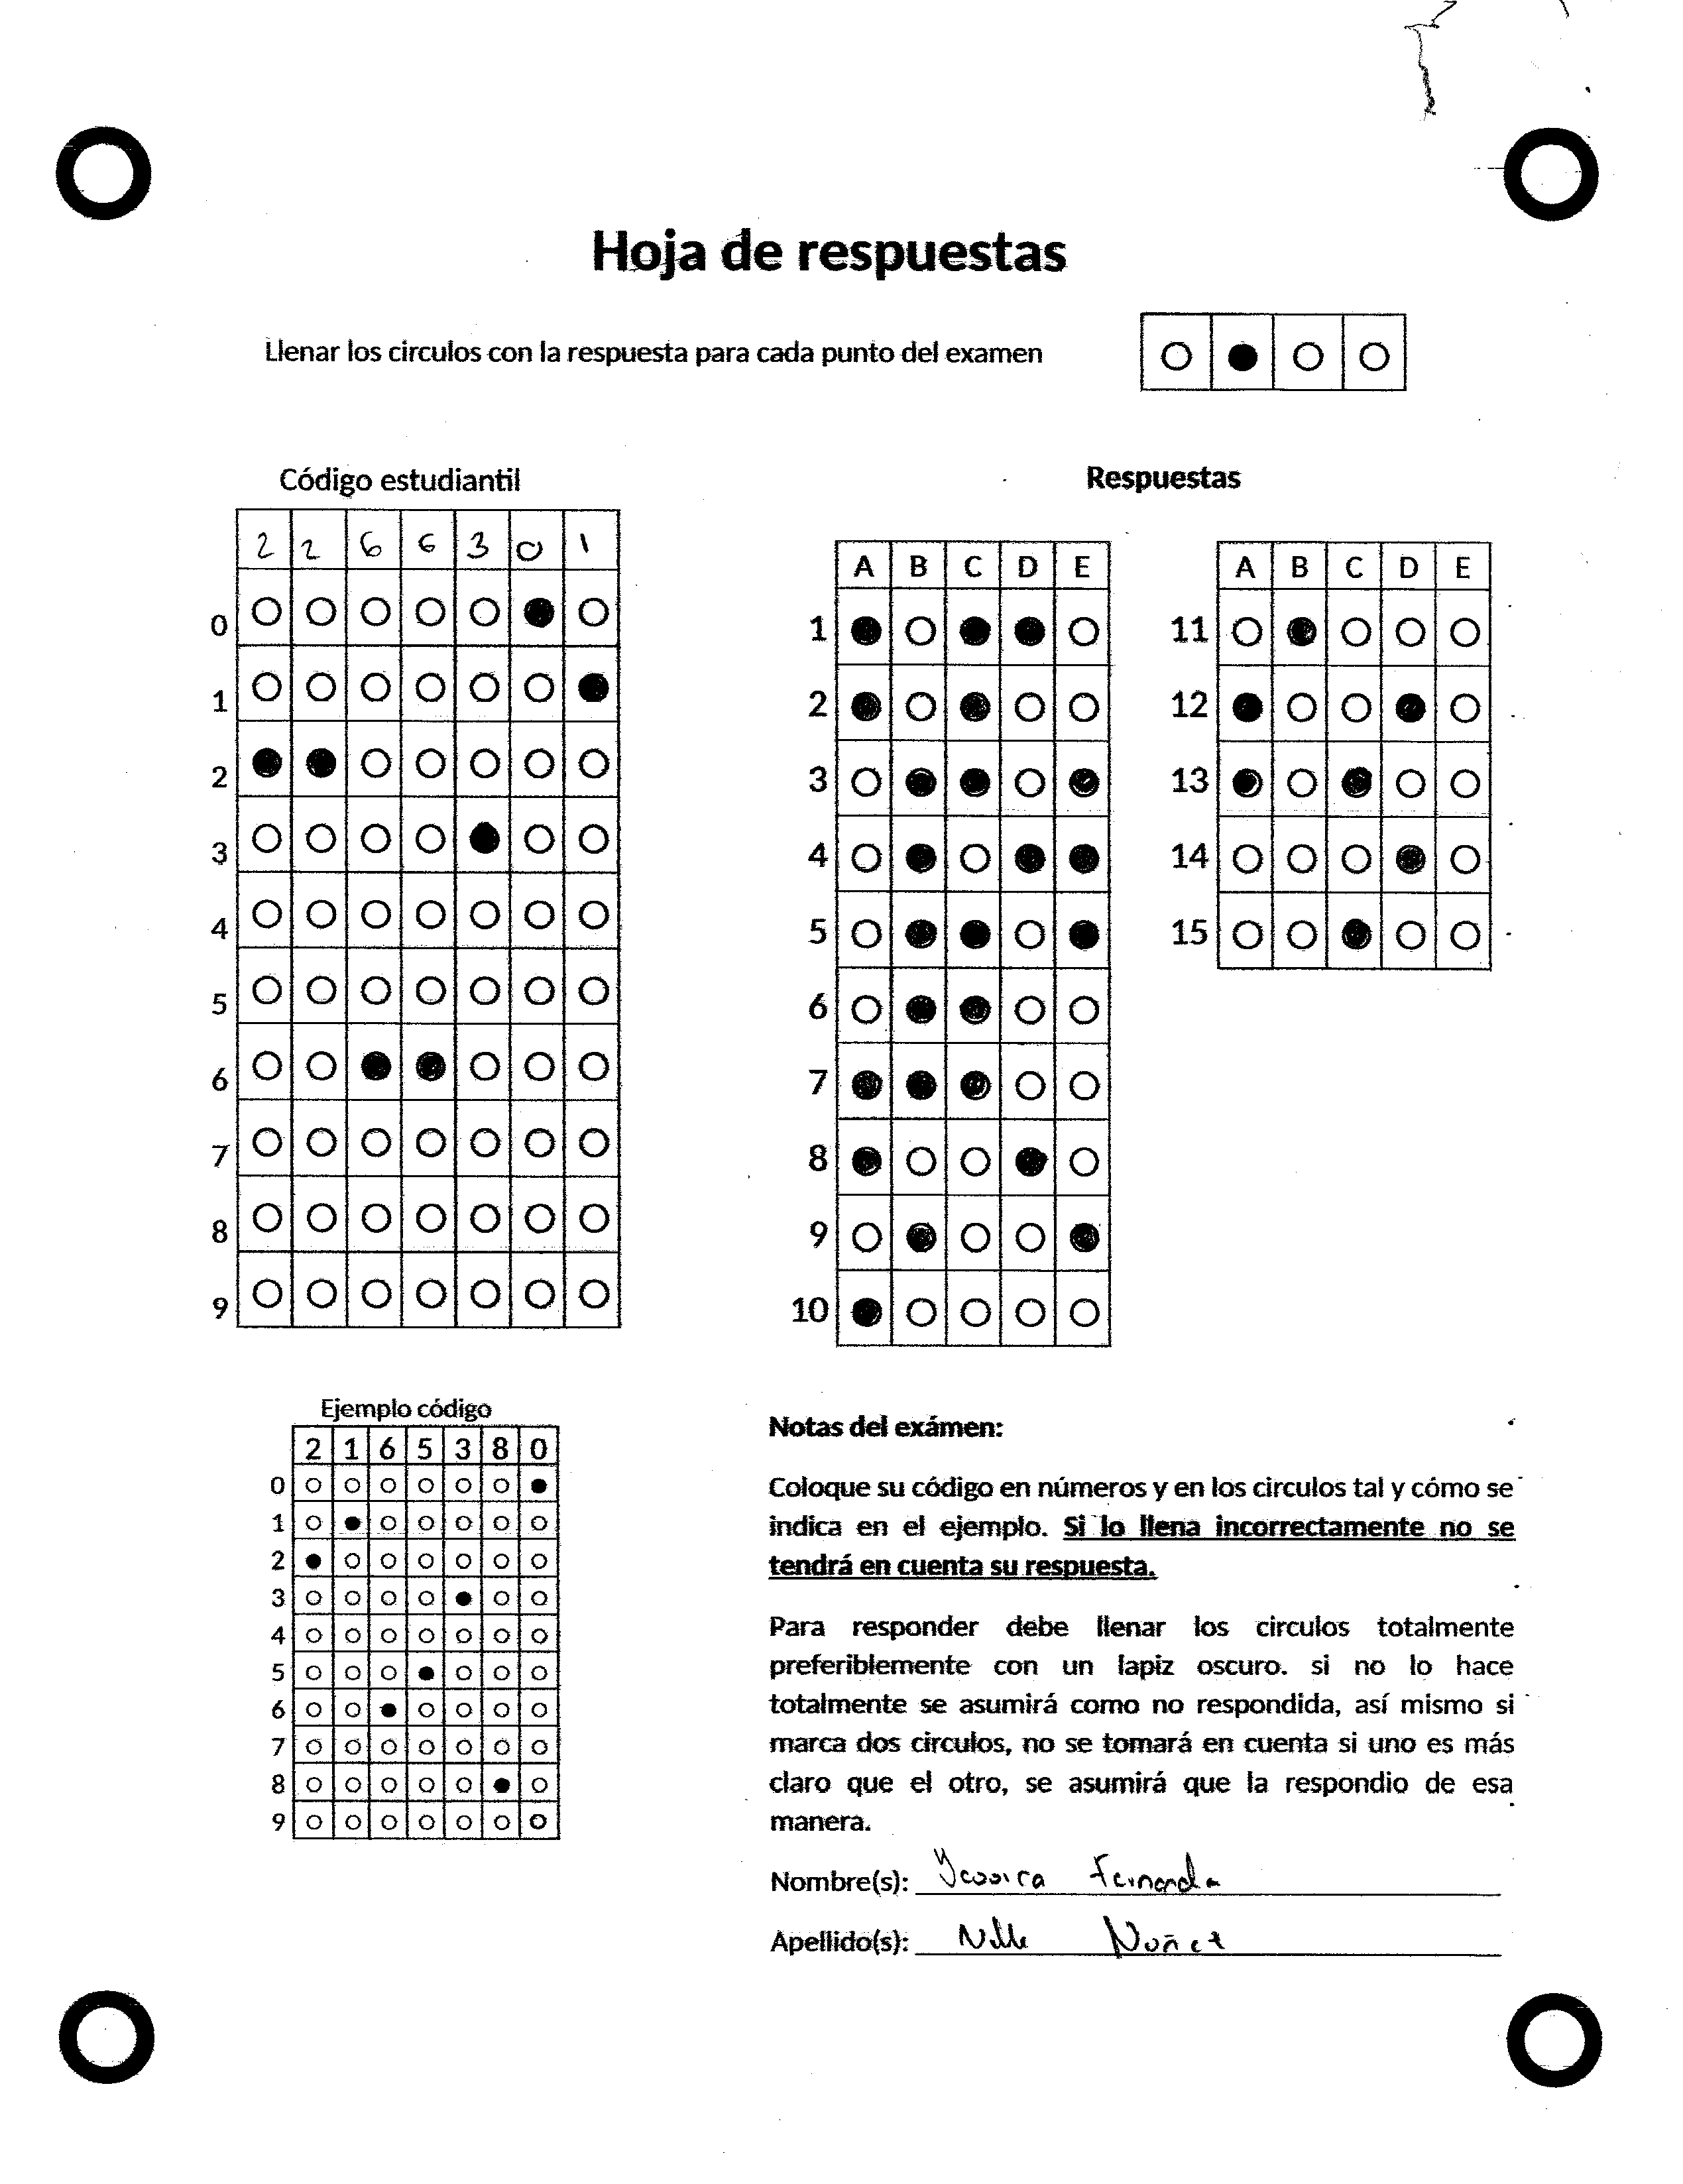 Hoja de respuestas
Llenar los circulos con la respuesta para cada punto del examen
Código estudiantil
2 2 6 6 3 0 1
0
1
2
3
4
5
6
7
8
9
Respuestas
A B C D E
1
2
3
4
5
6
7
8
9
10
A B C D E
11
12
13
14
15
Ejemplo código
2 1 6 5 3 8 0
0
1
2
3
4
5
6
7
8
9
Notas del exámen:
Coloque su código en números y en los circulos tal y cómo se
indica en el ejemplo. Si lo llena incorrectamente no se
tendrá en cuenta su respuesta.
Para responder debe llenar los circulos totalmente
preferiblemente con un lapiz oscuro. si no lo hace
totalmente se asumirá como no respondida, así mismo si
marca dos circulos, no se tomará en cuenta si uno es más
claro que el otro, se asumirá que la respondio de esa
manera.
Nombre(s): Yessica Fernanda
Apellido(s): Nuñez